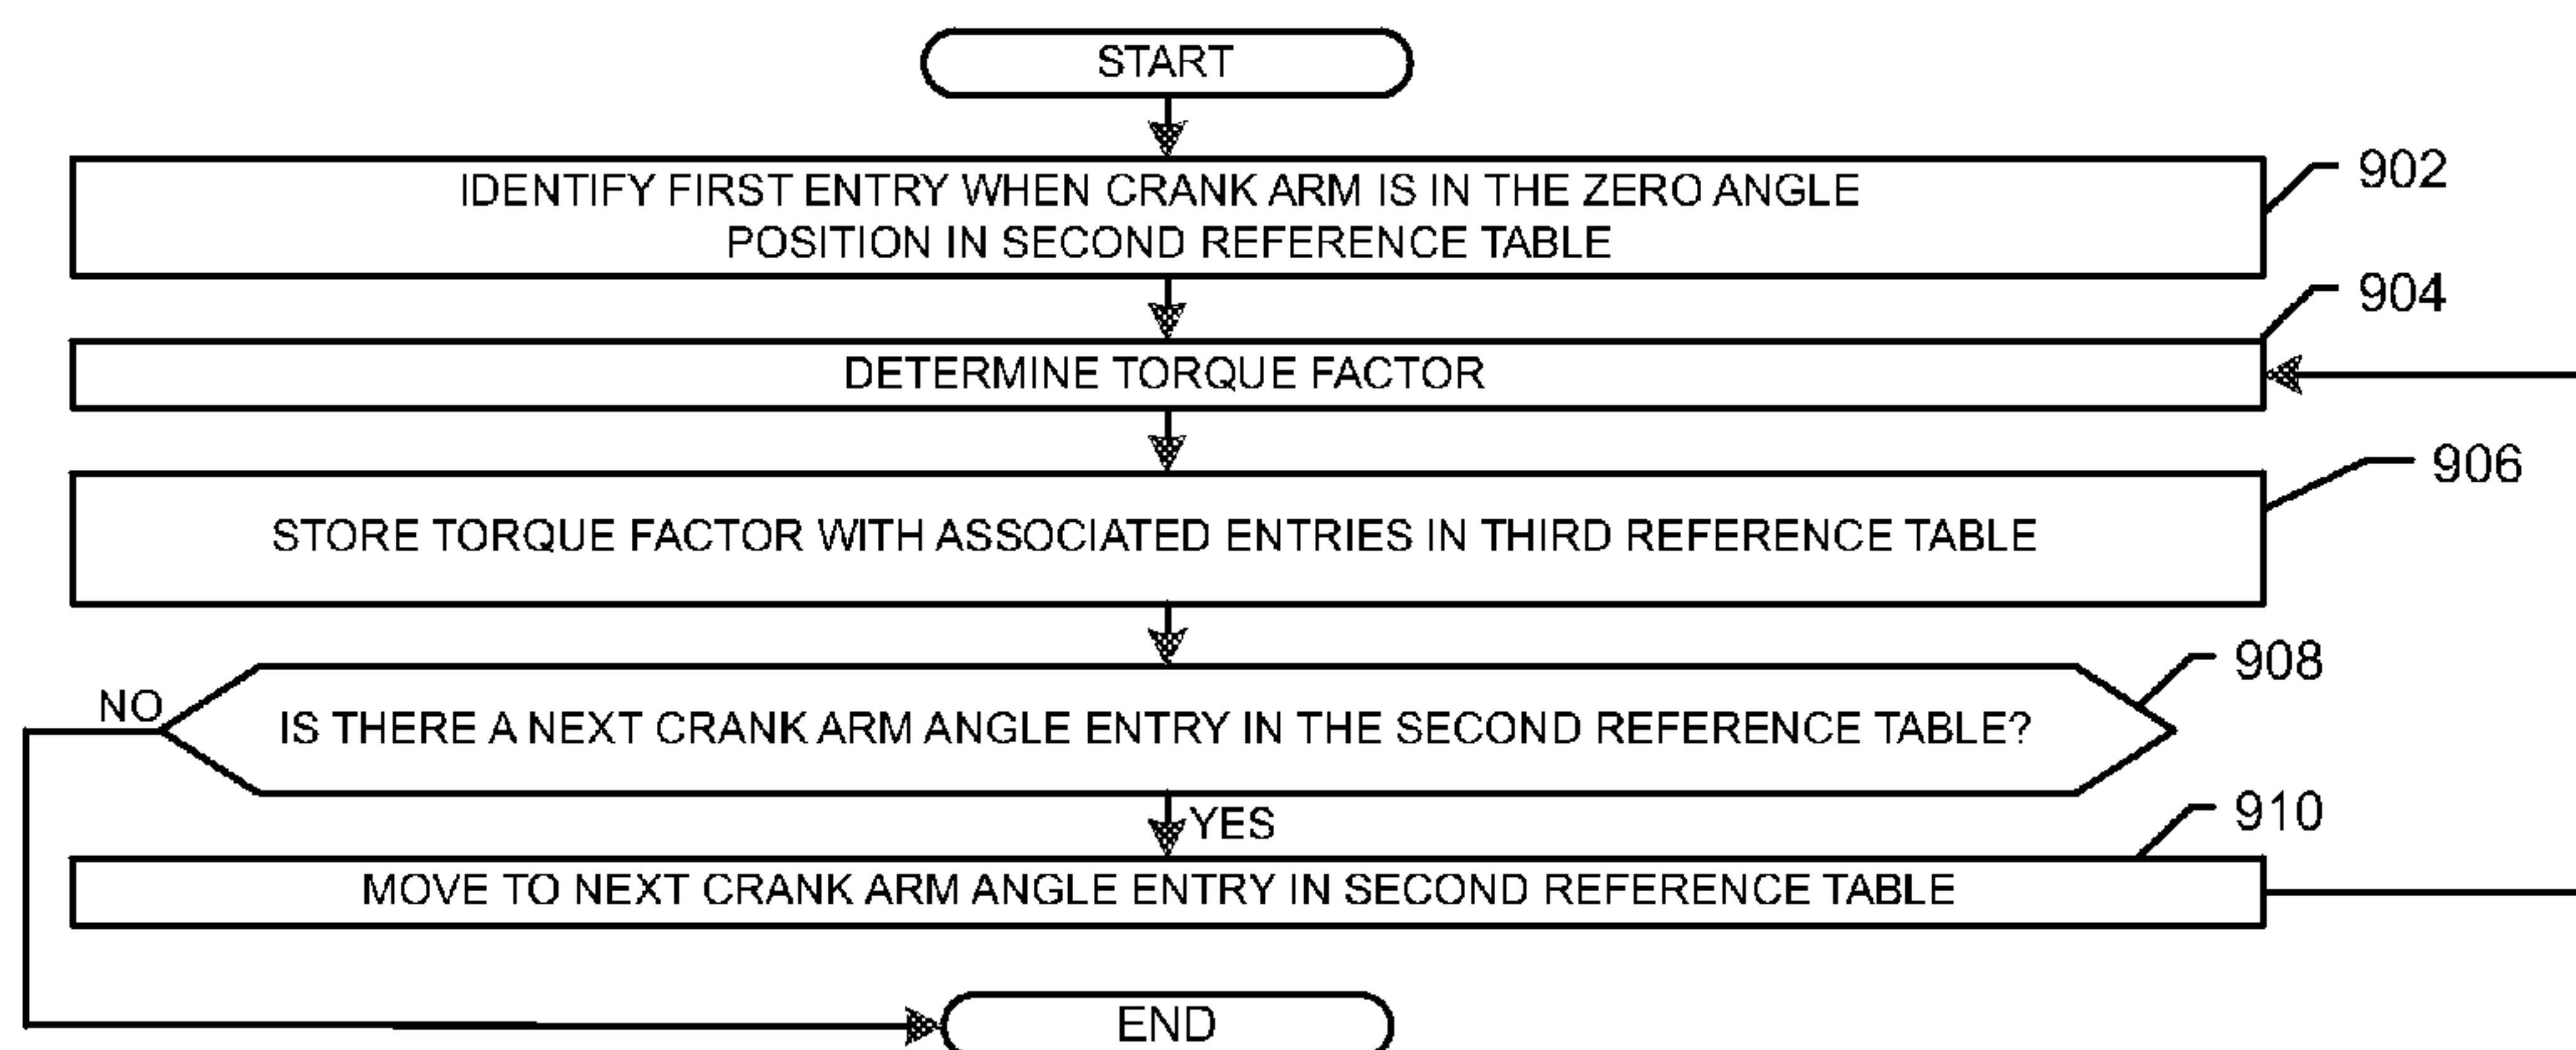 START
IDENTIFY FIRST ENTRY WHEN CRANK ARM IS IN THE ZERO ANGLE
POSITION IN SECOND REFERENCE TABLE
902
904
DETERMINE TORQUE FACTOR
906
STORE TORQUE FACTOR WITH ASSOCIATED ENTRIES IN THIRD REFERENCE TABLE
908
NO
IS THERE A NEXT CRANK ARM ANGLE ENTRY IN THE SECOND REFERENCE TABLE?
YES
910
MOVE TO NEXT CRANK ARM ANGLE ENTRY IN SECOND REFERENCE TABLE
END